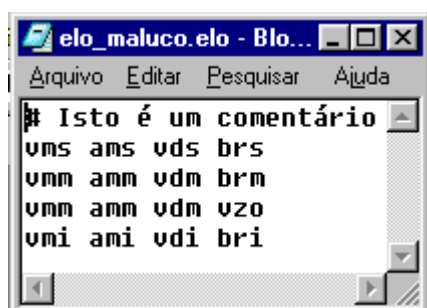 elo_maluco.elo - Blo...
Arquivo Editar Pesquisar Ajuda
# Isto é um comentário
vms ams vds brs
vmm amm vdm brm
vmm amm vdm vzo
vmi ami vdi bri